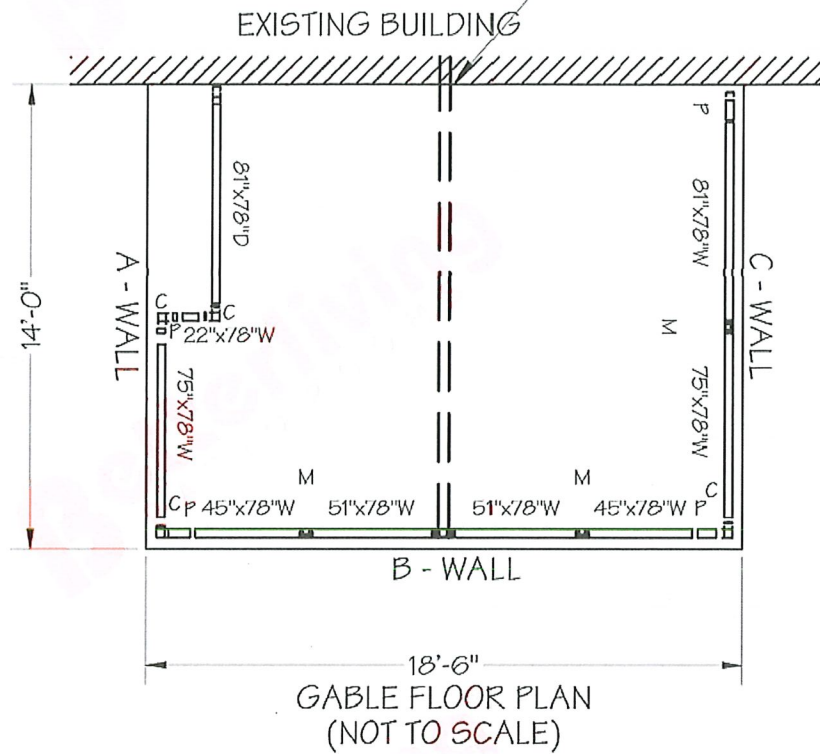 EXISTING BUILDING
14'-0"
A - WALL
81"x78"D
C
C
P
22"x78"W
75"x78"W
P
81"x78"W
C - WALL
M
75"x78"W
M
M
C
P
45"x78"W
51"x78"W
51"x78"W
45"x78"W
P
C
B - WALL
18'-6"
GABLE FLOOR PLAN
(NOT TO SCALE)